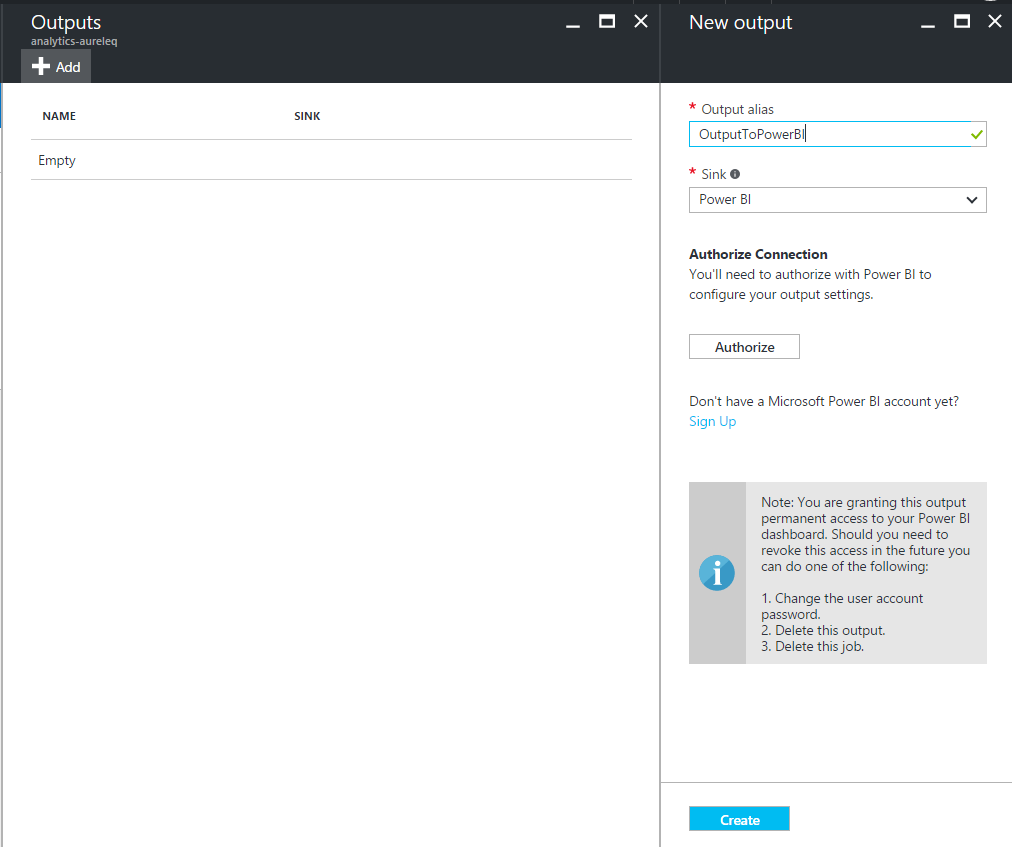 Outputs
analytics-aureleq
Add
NAME SINK
Empty
New output
* Output alias
OutputToPowerBI
* Sink
Power BI
Authorize Connection
You'll need to authorize with Power BI to
configure your output settings.
Authorize
Don't have a Microsoft Power BI account yet?
Sign Up
Note: You are granting this output
permanent access to your Power BI
dashboard. Should you need to
revoke this access in the future you
can do one of the following:
1. Change the user account
password.
2. Delete this output.
3. Delete this job.
Create